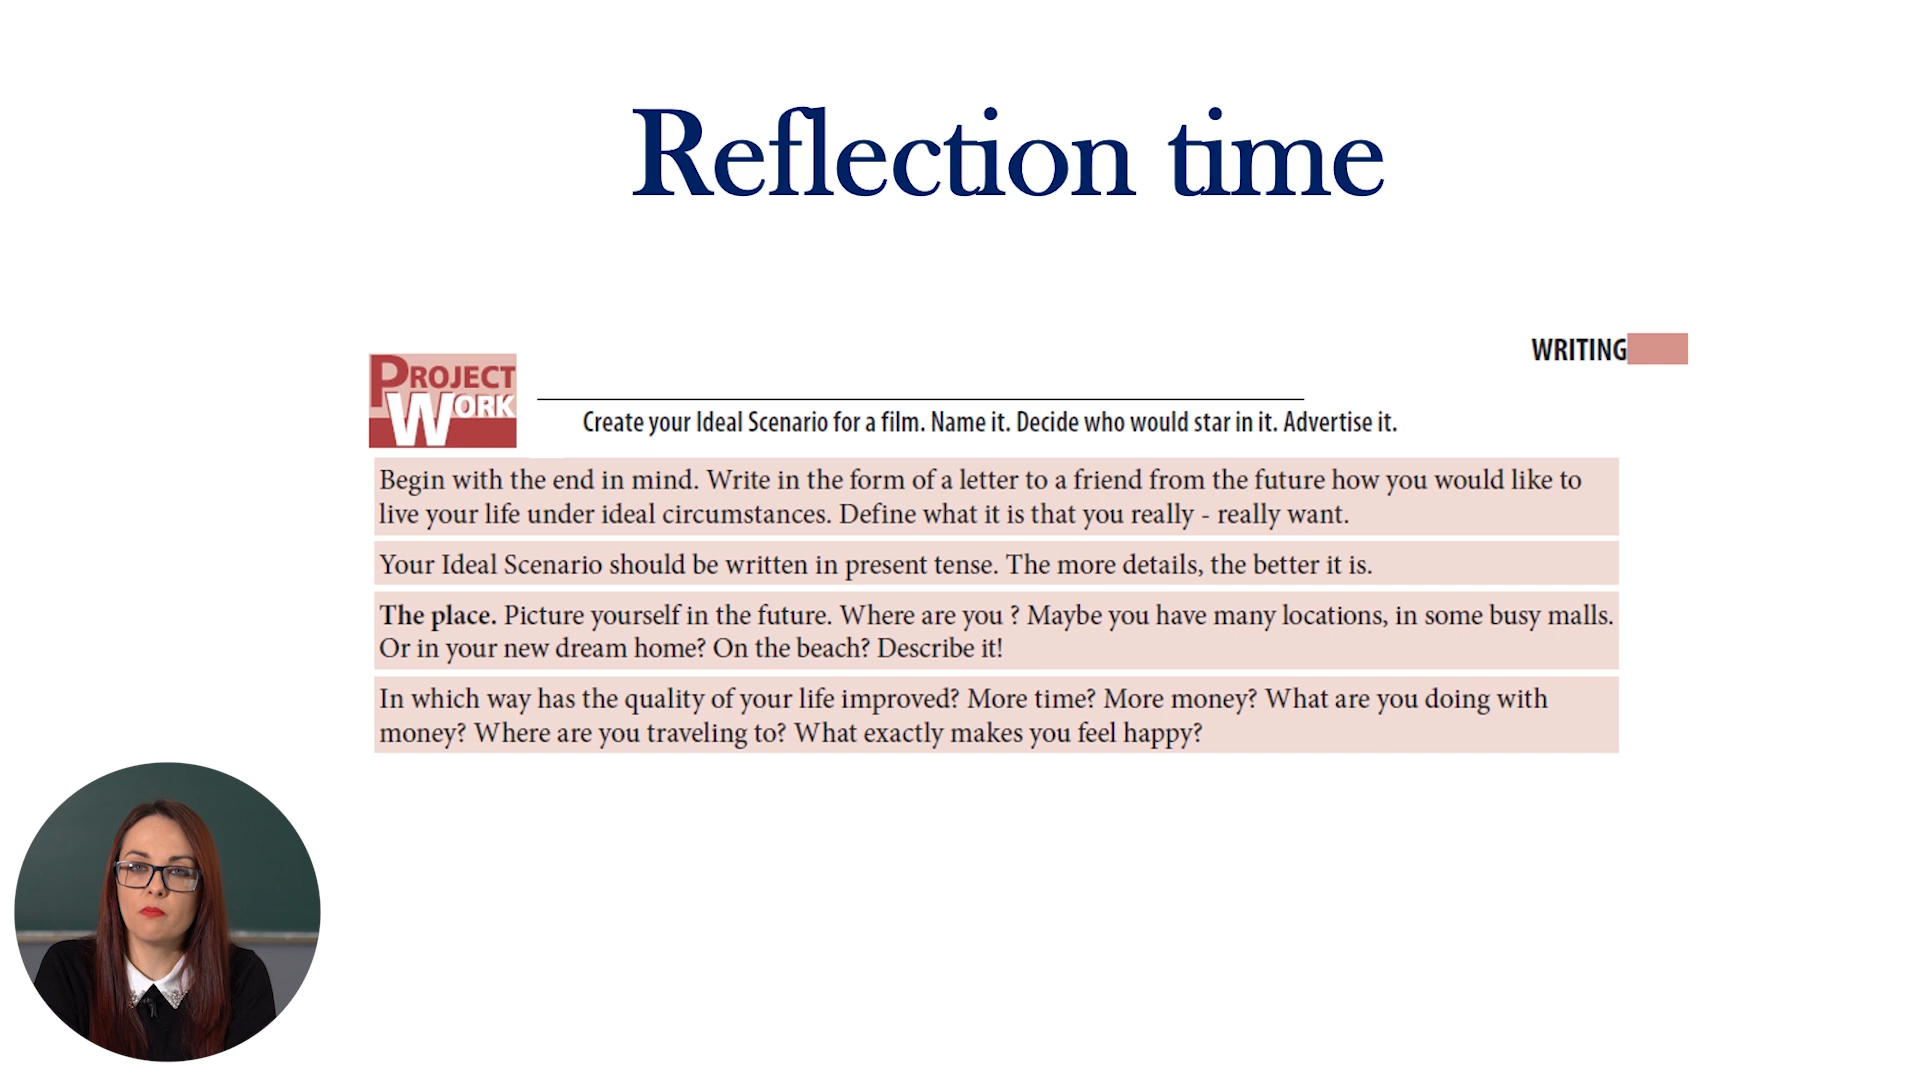 Reflection time
WRITING
PROJECT
WORK
Create your Ideal Scenario for a film. Name it. Decide who would star in it. Advertise it.
Begin with the end in mind. Write in the form of a letter to a friend from the future how you would like to
live your life under ideal circumstances. Define what it is that you really - really want.
Your Ideal Scenario should be written in present tense. The more details, the better it is.
The place. Picture yourself in the future. Where are you ? Maybe you have many locations, in some busy malls.
Or in your new dream home? On the beach? Describe it!
In which way has the quality of your life improved? More time? More money? What are you doing with
money? Where are you traveling to? What exactly makes you feel happy?